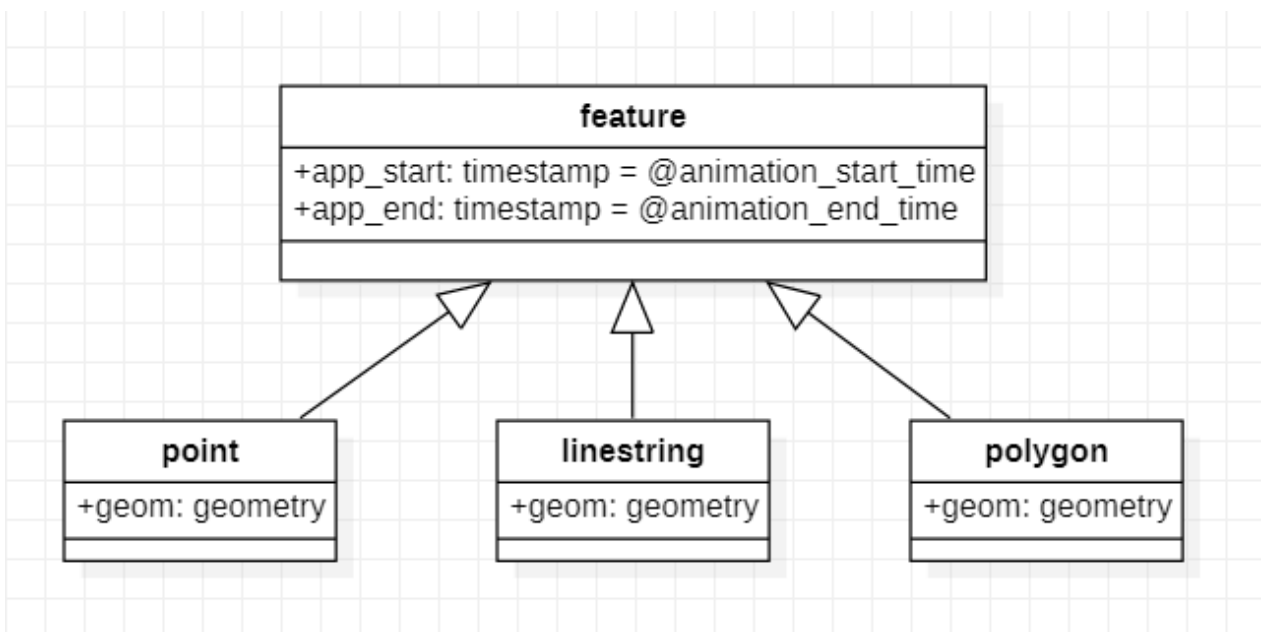 feature
+app_start: timestamp = @animation_start_time
+app_end: timestamp = @animation_end_time
point
+geom: geometry
linestring
+geom: geometry
polygon
+geom: geometry